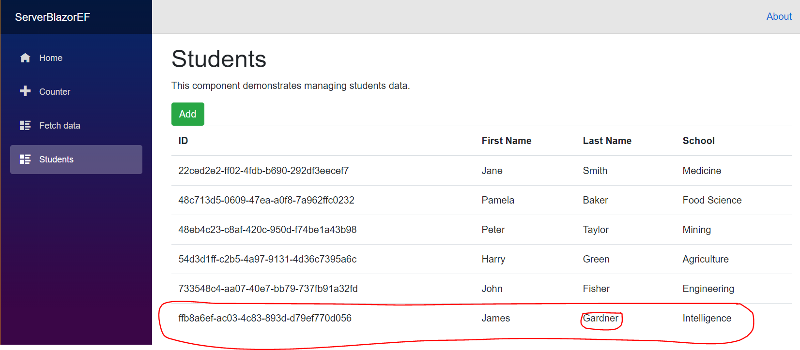 ServerBlazorEF
About
Home
Counter
Fetch data
Students
Students
This component demonstrates managing students data.
Add
ID First Name Last Name School
22ced2e2-ff02-4fdb-b690-292df3eecef7 Jane Smith Medicine
48c713d5-0609-47ea-a0f8-7a962ffc0232 Pamela Baker Food Science
48eb4c23-c8af-420c-950d-f74be1a43b98 Peter Taylor Mining
54d3d1ff-c2b5-4a97-9131-4d36c7395a6c Harry Green Agriculture
733548c4-aa07-40e7-bb79-737fb91a32fd John Fisher Engineering
ffb8a6ef-ac03-4c83-893d-d79ef770d056 James Gardner Intelligence